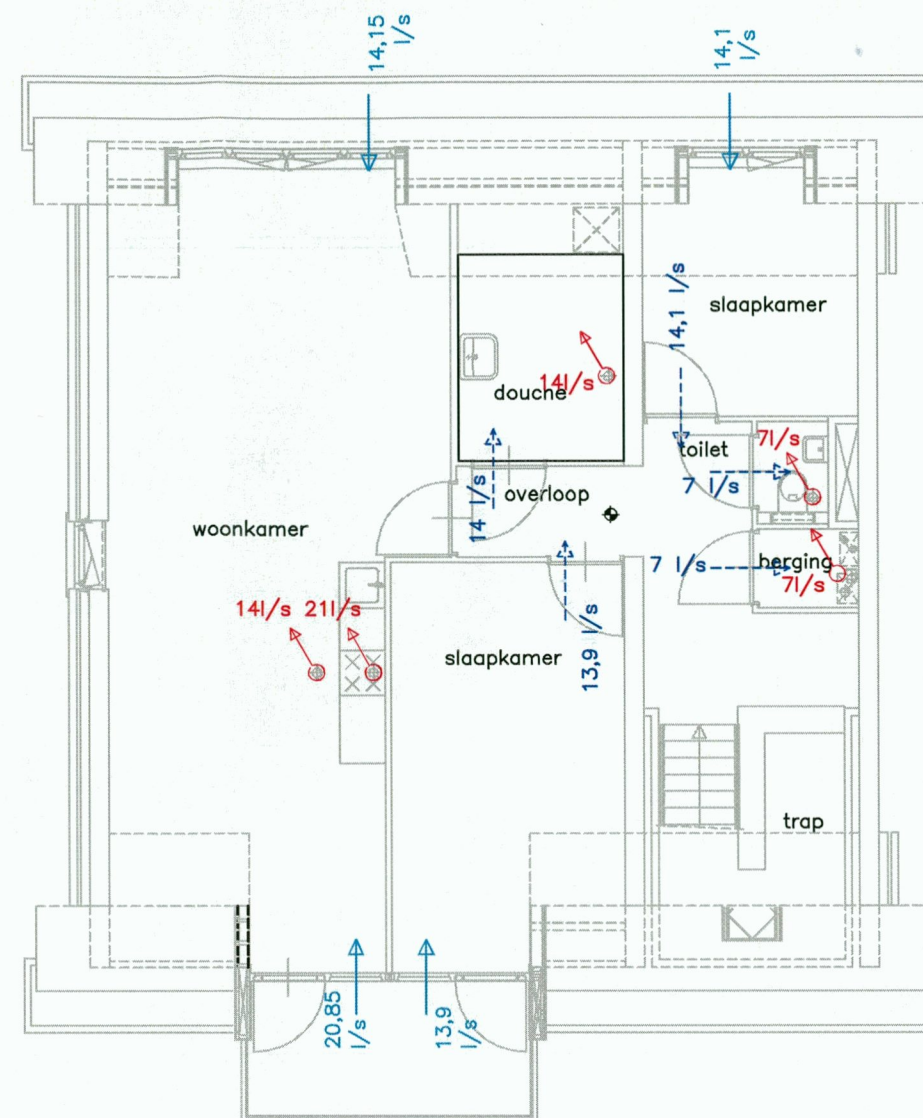 14,15
l/s
14,1
l/s
14,1 l/s
slaapkamer
14l/s
douche
7l/s
toilet
7 l/s
14 l/s
overloop
woonkamer
7 l/s
herging
7l/s
14l/s 21l/s
13,9 l/s
slaapkamer
trap
20,85
l/s
13,9
l/s